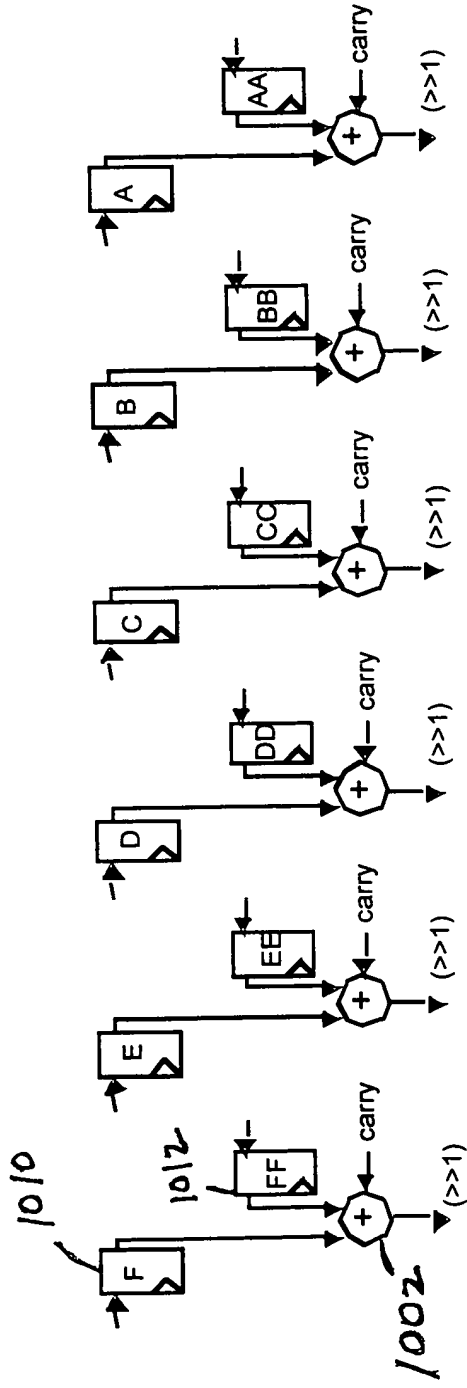 1010
F
E
D
C
B
A
1012
FF
EE
DD
CC
BB
AA
+ carry
+ carry
+ carry
+ carry
+ carry
+ carry
1002
(>>1)
(>>1)
(>>1)
(>>1)
(>>1)
(>>1)